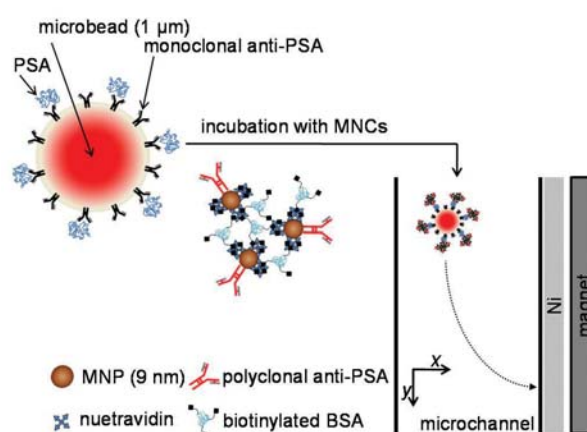 microbead (1 µm)
monoclonal anti-PSA
PSA
incubation with MNCs
MNP (9 nm)
polyclonal anti-PSA
nuetravidin
biotinylated BSA
x
y
microchannel
Ni
magnet